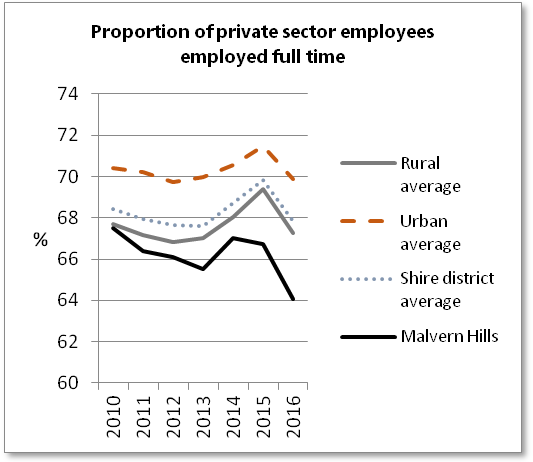 Proportion of private sector employees
employed full time
74
72
70
68
66
64
62
60
%
2010
2011
2012
2013
2014
2015
2016
Rural
average
Urban
average
Shire district
average
Malvern Hills